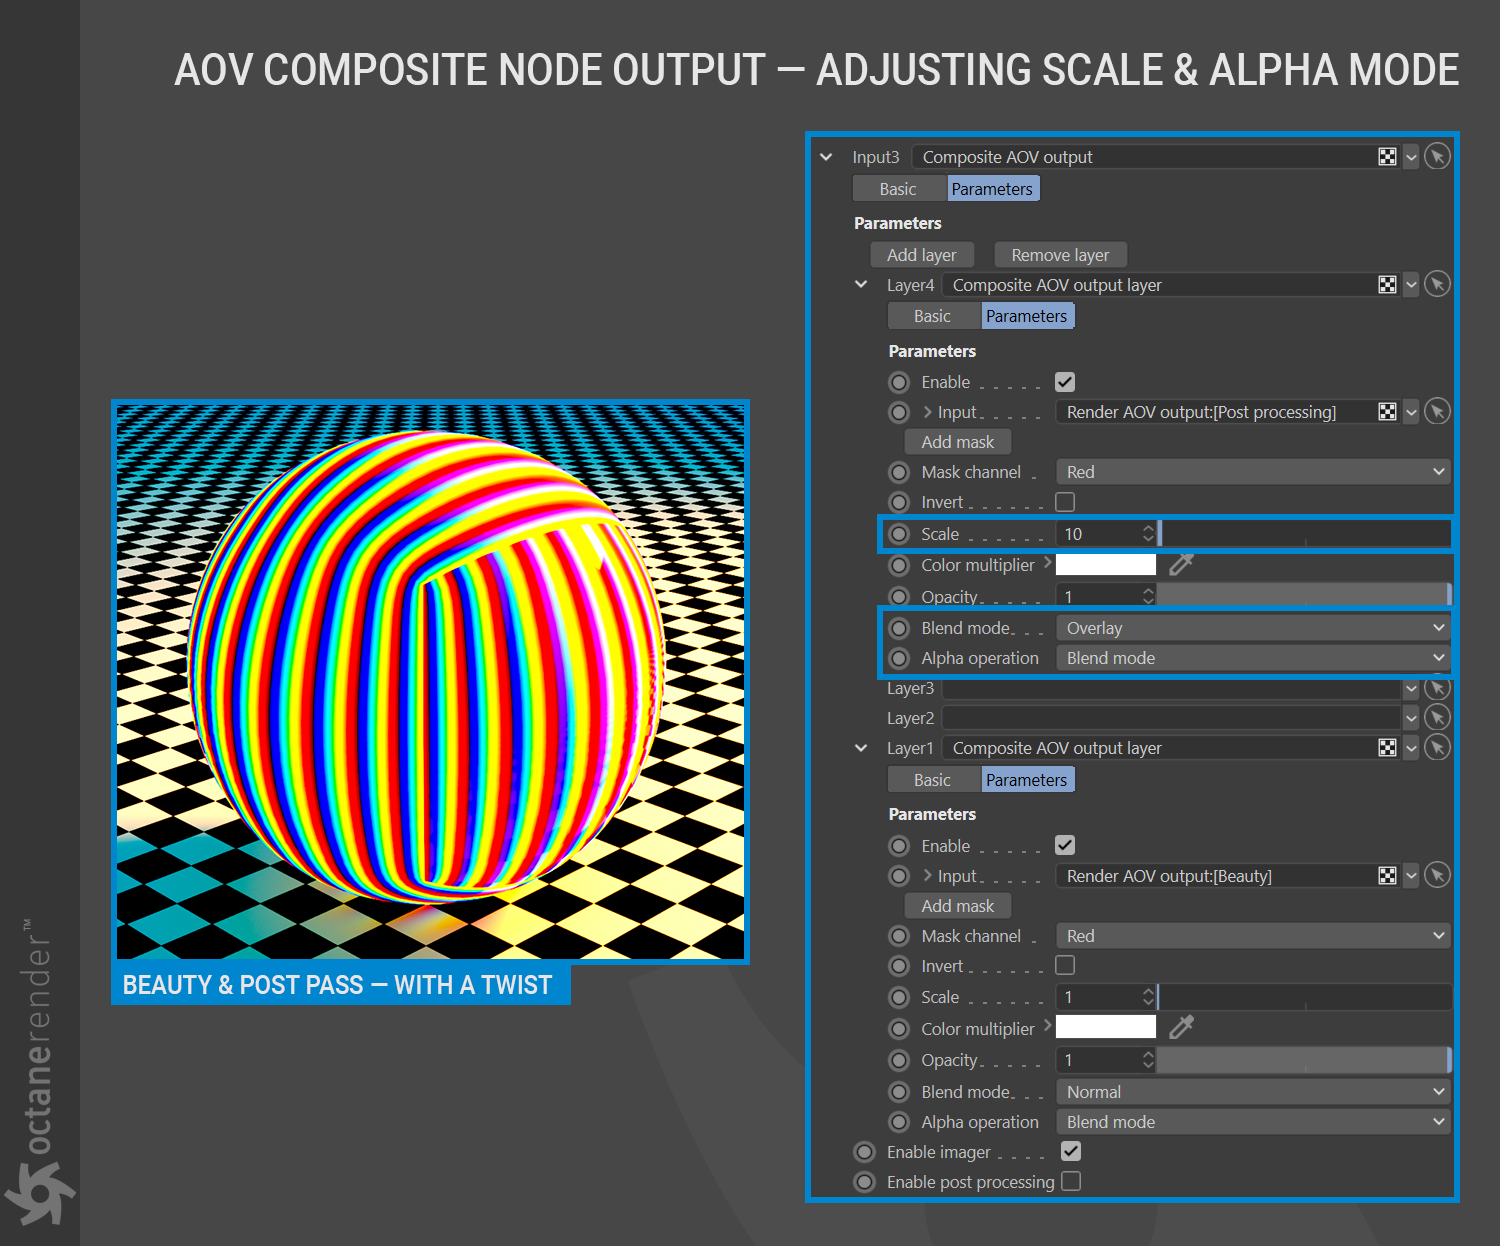 AOV COMPOSITE NODE OUTPUT — ADJUSTING SCALE & ALPHA MODE
Input3 Composite AOV output
Basic Parameters
Parameters
Add layer Remove layer
Layer4 Composite AOV output layer
Basic Parameters
Parameters
Enable
Input Render AOV output:[Post processing]
Add mask
Mask channel Red
Invert
Scale 10
Color multiplier
Opacity 1
Blend mode Overlay
Alpha operation Blend mode
Layer3
Layer2
Layer1 Composite AOV output layer
Basic Parameters
Parameters
Enable
Input Render AOV output:[Beauty]
Add mask
Mask channel Red
Invert
Scale 1
Color multiplier
Opacity 1
Blend mode Normal
Alpha operation Blend mode
Enable imager
Enable post processing
BEAUTY & POST PASS — WITH A TWIST
octanerender™